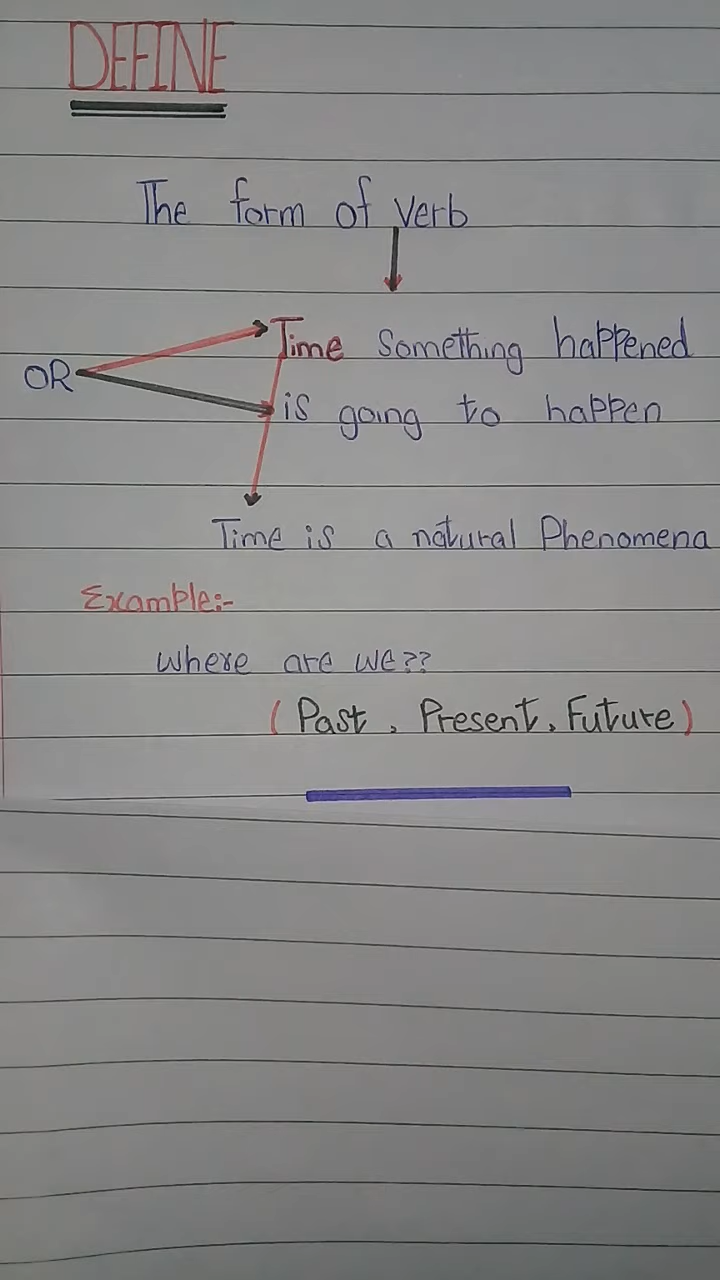 DEFINE
The form of verb
Time Something happened
OR
is going to happen
Time is a natural Phenomena
Example:-
where are we??
(Past, Present, Future)